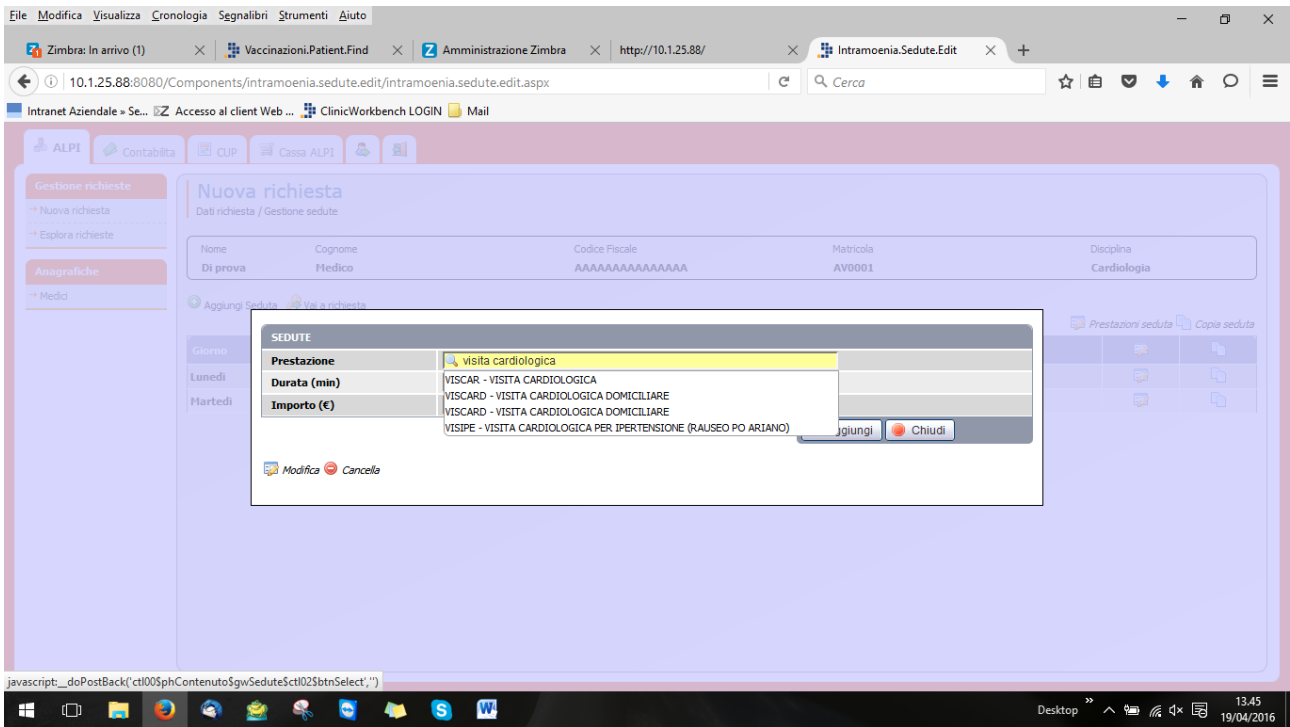 File Modifica Visualizza Cronologia Segnalibri Strumenti Aiuto
Zimbra: In arrivo (1) Vaccinazioni.Patient.Find Amministrazione Zimbra http://10.1.25.88/ Intramoenia.Sedute.Edit
10.1.25.88:8080/Components/intramoenia.sedute.edit/intramoenia.sedute.edit.aspx Cerca
Intranet Aziendale » Se... Accesso al client Web ... ClinicWorkbench LOGIN Mail
ALPI Contabilita CUP Cassa ALPI
Gestione richieste
Nuova richiesta
Esplora richieste
Anagrafiche
Medici
Nuova richiesta
Dati richiesta / Gestione sedute
Nome Cognome Codice Fiscale Matricola Disciplina
Di prova Medico AAAAAAAAAAAAAA AV0001 Cardiologia
Aggiungi Seduta Vai a richiesta
Prestazioni seduta Copia seduta
Giorno
Lunedì
Martedì
SEDUTE
Prestazione visita cardiologica
Durata (min)
Importo (€)
VISCAR - VISITA CARDIOLOGICA
VISCARD - VISITA CARDIOLOGICA DOMICILIARE
VISCARD - VISITA CARDIOLOGICA DOMICILIARE
VISIPE - VISITA CARDIOLOGICA PER IPERTENSIONE (RAUSEO PO ARIANO)
giungi Chiudi
Modifica Cancella
javascript:__doPostBack('ctl00$phContenuto$gwSedute$ctl02$btnSelect','')
Desktop 13.45
19/04/2016